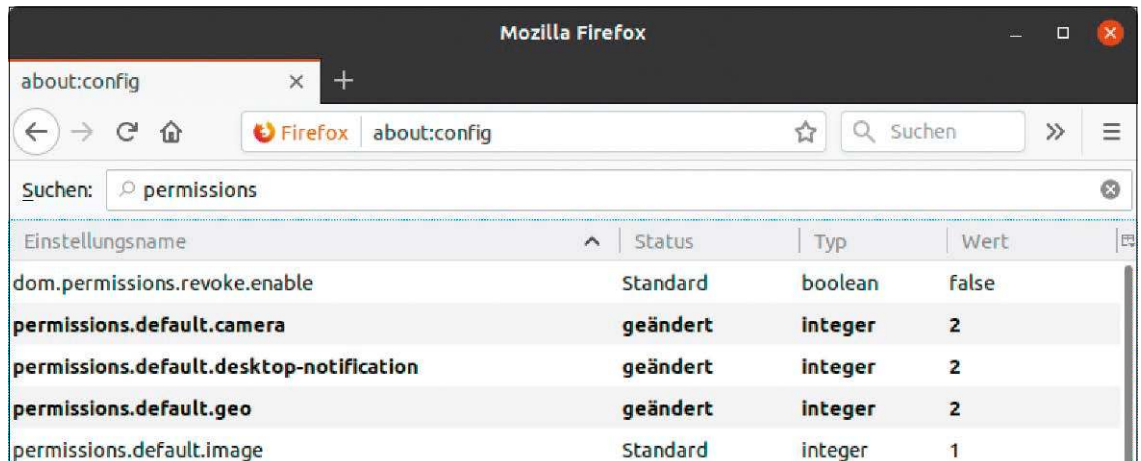 Mozilla Firefox
about:config
Firefox about:config Suchen
Suchen: permissions
Einstellungsname Status Typ Wert
dom.permissions.revoke.enable Standard boolean false
permissions.default.camera geändert integer 2
permissions.default.desktop-notification geändert integer 2
permissions.default.geo geändert integer 2
permissions.default.image Standard integer 1